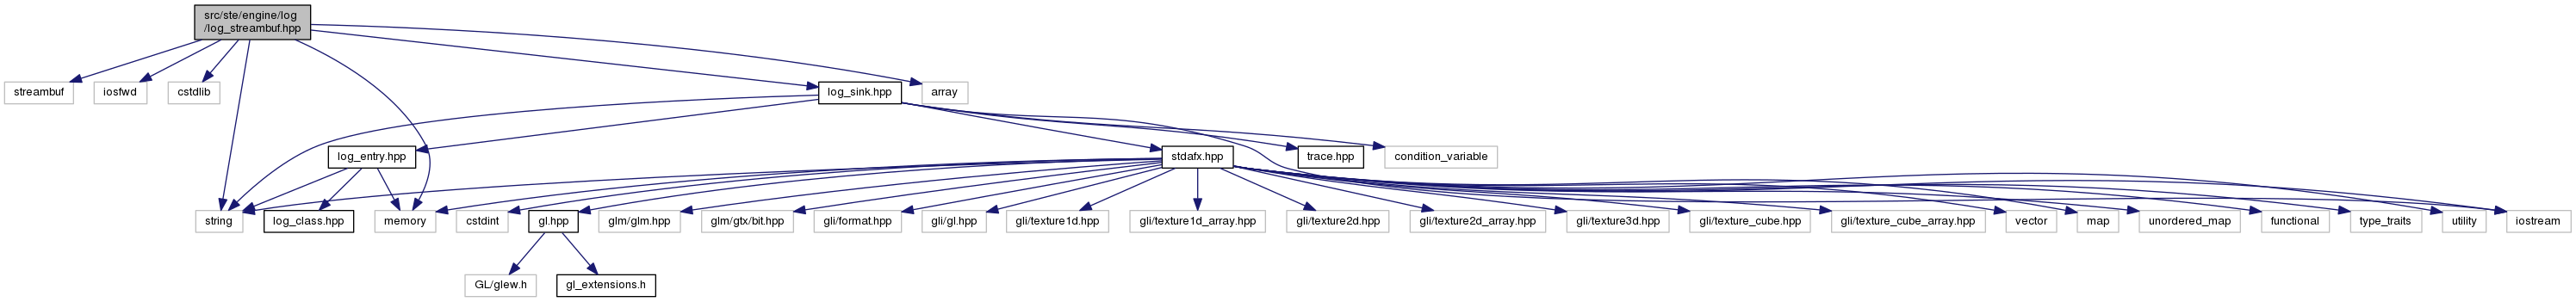 src/ste/engine/log
/log_streambuf.hpp
streambuf
iosfwd
cstdlib
log_sink.hpp
array
log_entry.hpp
stdafx.hpp
trace.hpp
condition_variable
string
log_class.hpp
memory
cstdint
gl.hpp
glm/glm.hpp
glm/gtx/bit.hpp
gli/format.hpp
gli/gl.hpp
gli/texture1d.hpp
gli/texture1d_array.hpp
gli/texture2d.hpp
gli/texture2d_array.hpp
gli/texture3d.hpp
gli/texture_cube.hpp
gli/texture_cube_array.hpp
vector
map
unordered_map
functional
type_traits
utility
iostream
GL/glew.h
gl_extensions.h